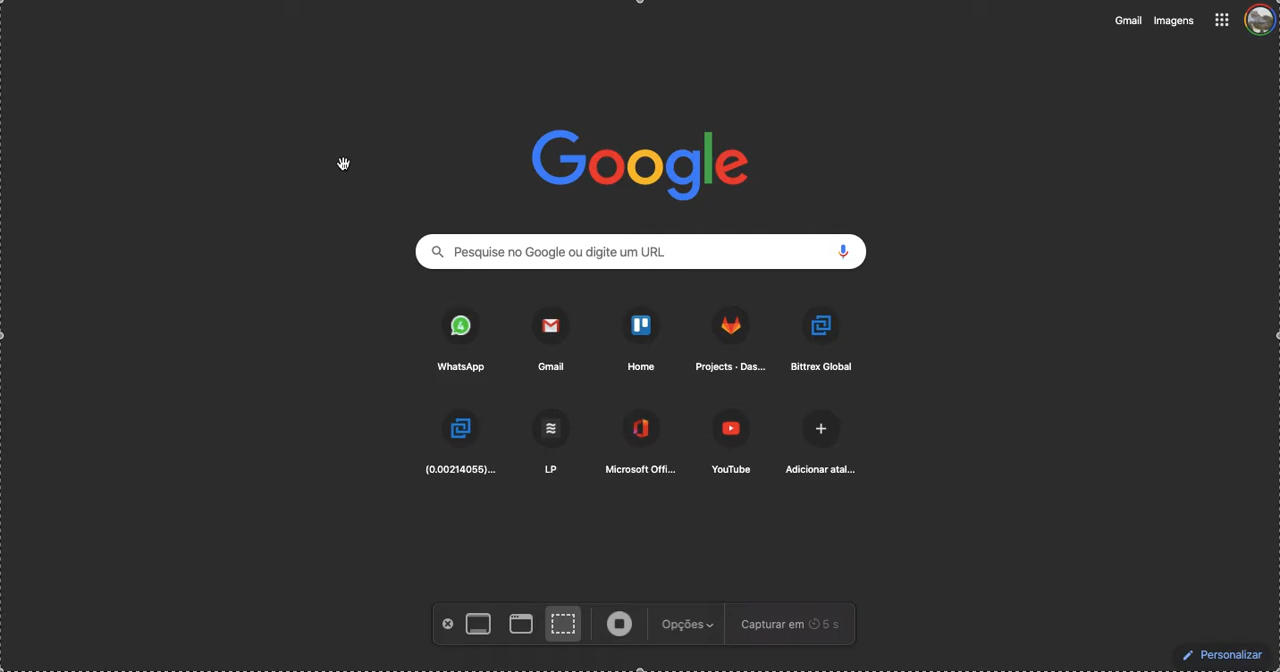 Gmail Imagens
Google
Pesquise no Google ou digite um URL
4
WhatsApp Gmail Home Projects · Das... Bittrex Global
(0.00214055)... LP Microsoft Offi... YouTube Adicionar atal...
Opções Capturar em 5 s
Personalizar